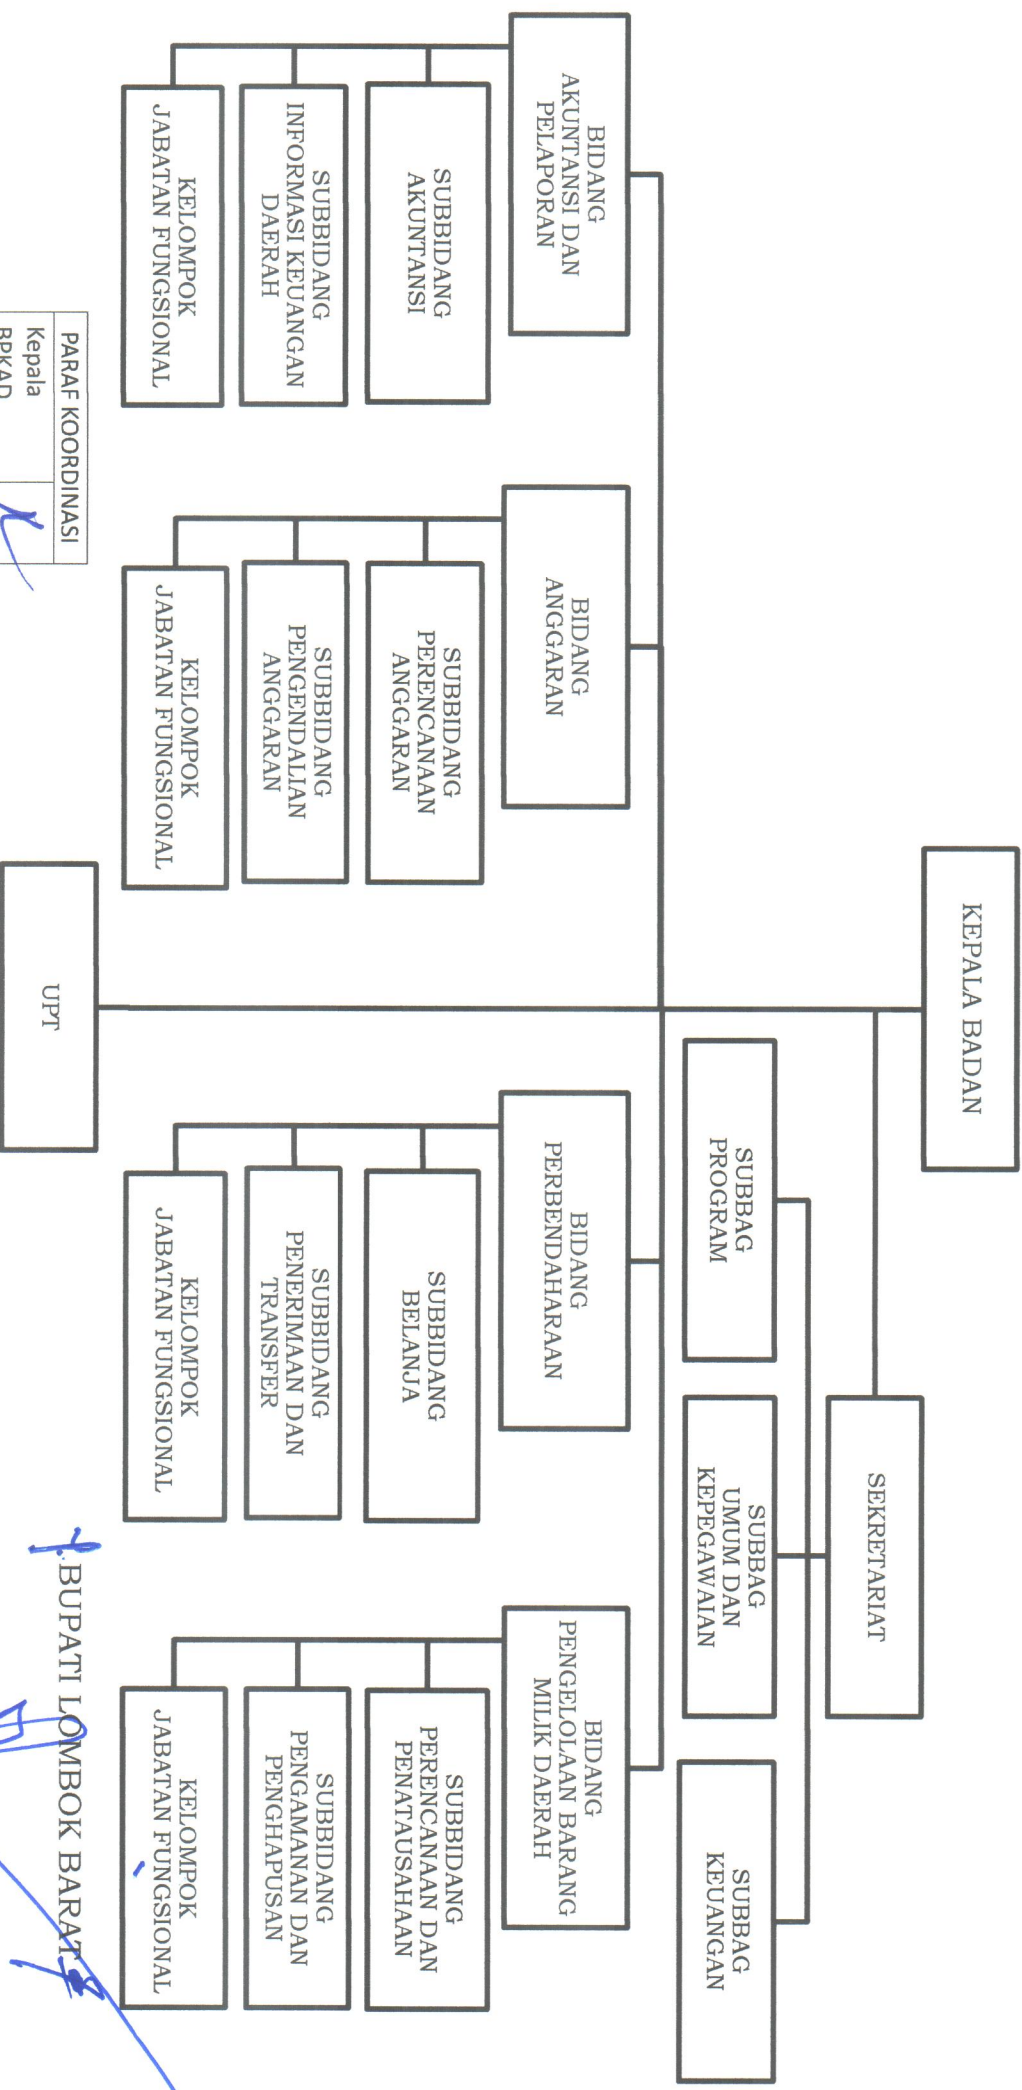 KEPALA BADAN
SEKRETARIAT
SUBBAG
PROGRAM
SUBBAG
UMUM DAN
KEPEGAWAIAN
SUBBAG
KEUANGAN
BIDANG
AKUNTANSI DAN
PELAPORAN
SUBBIDANG
AKUNTANSI
SUBBIDANG
INFORMASI KEUANGAN
DAERAH
KELOMPOK
JABATAN FUNGSIONAL
BIDANG
ANGGARAN
SUBBIDANG
PERENCANAAN
ANGGARAN
SUBBIDANG
PENGENDALIAN
ANGGARAN
KELOMPOK
JABATAN FUNGSIONAL
BIDANG
PERBENDAHARAAN
SUBBIDANG
BELANJA
SUBBIDANG
PENERIMAAN DAN
TRANSFER
KELOMPOK
JABATAN FUNGSIONAL
BIDANG
PENGELOLAAN BARANG
MILIK DAERAH
SUBBIDANG
PERENCANAAN DAN
PENATAUSAHAAN
SUBBIDANG
PENGAMANAN DAN
PENGHAPUSAN
KELOMPOK
JABATAN FUNGSIONAL
UPT
PARAF KOORDINASI
Kepala
BPKAD
BUPATI LOMBOK BARAT